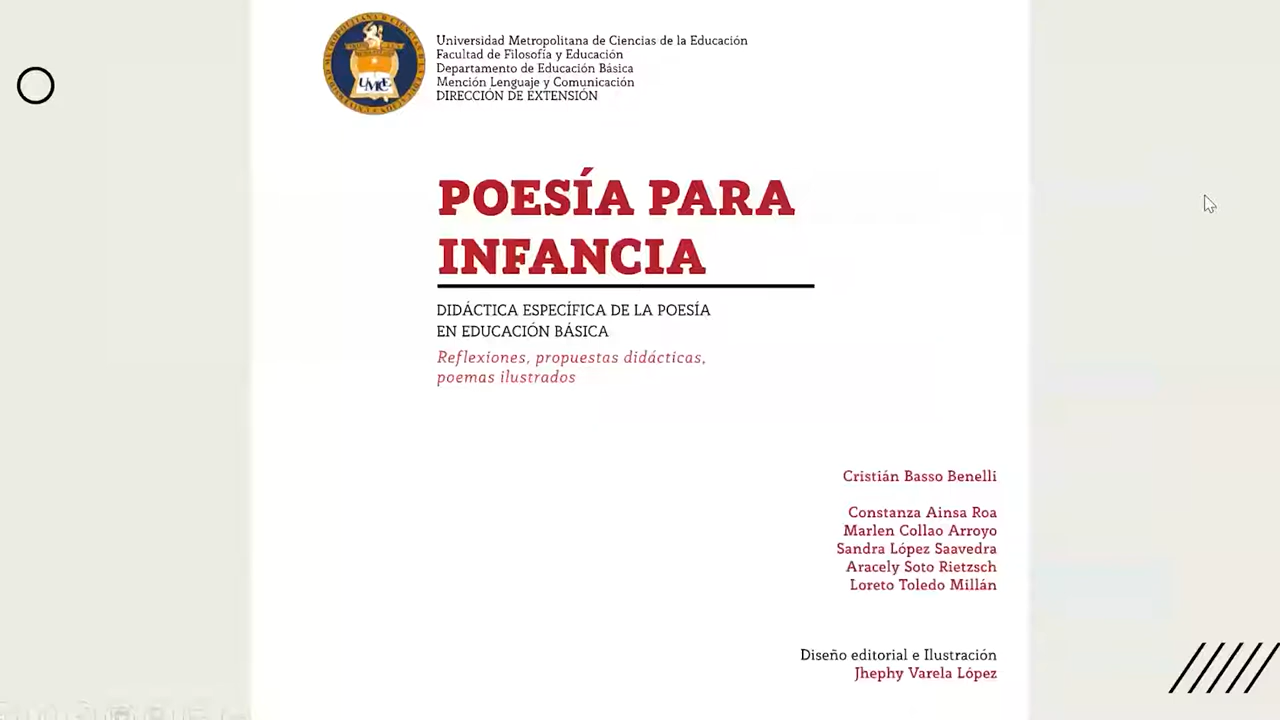 Universidad Metropolitana de Ciencias de la Educación
Facultad de Filosofía y Educación
Departamento de Educación Básica
Mención Lenguaje y Comunicación
DIRECCIÓN DE EXTENSIÓN
UMCE
POESÍA PARA
INFANCIA
DIDÁCTICA ESPECÍFICA DE LA POESÍA
EN EDUCACIÓN BÁSICA
Reflexiones, propuestas didácticas,
poemas ilustrados
Cristián Basso Benelli
Constanza Ainsa Roa
Marlen Collao Arroyo
Sandra López Saavedra
Aracely Soto Rietzsch
Loreto Toledo Millán
Diseño editorial e Ilustración
Jhephy Varela López